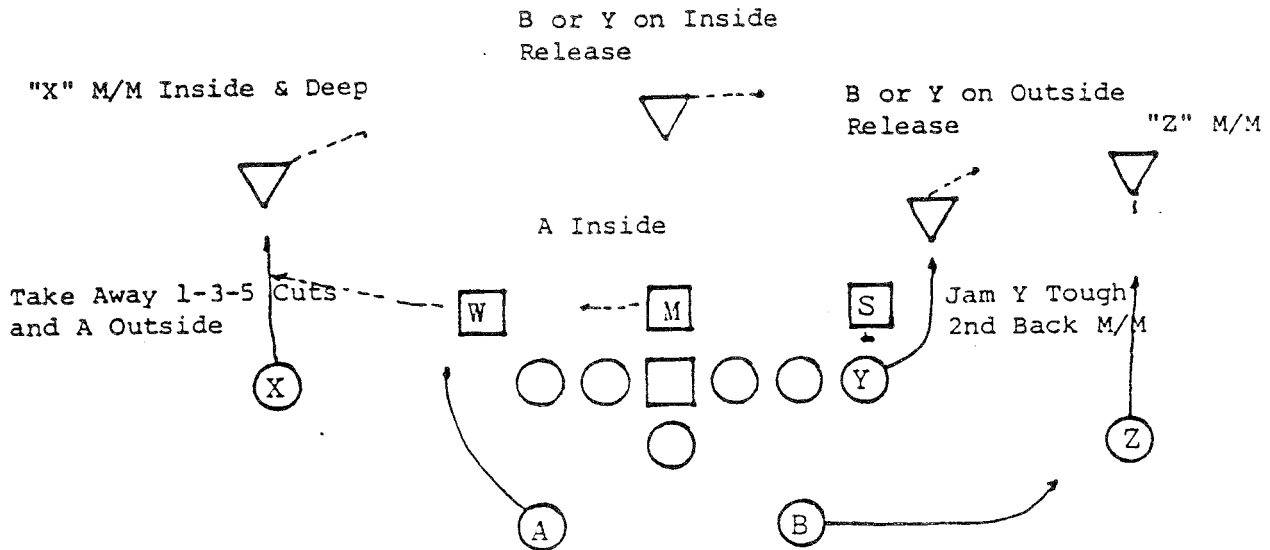 B or Y on Inside
Release
"X" M/M Inside & Deep
B or Y on Outside
Release
"Z" M/M
A Inside
Take Away 1-3-5 Cuts
and A Outside
W
M
S
Jam Y Tough
2nd Back M/M
X
Y
Z
A
B